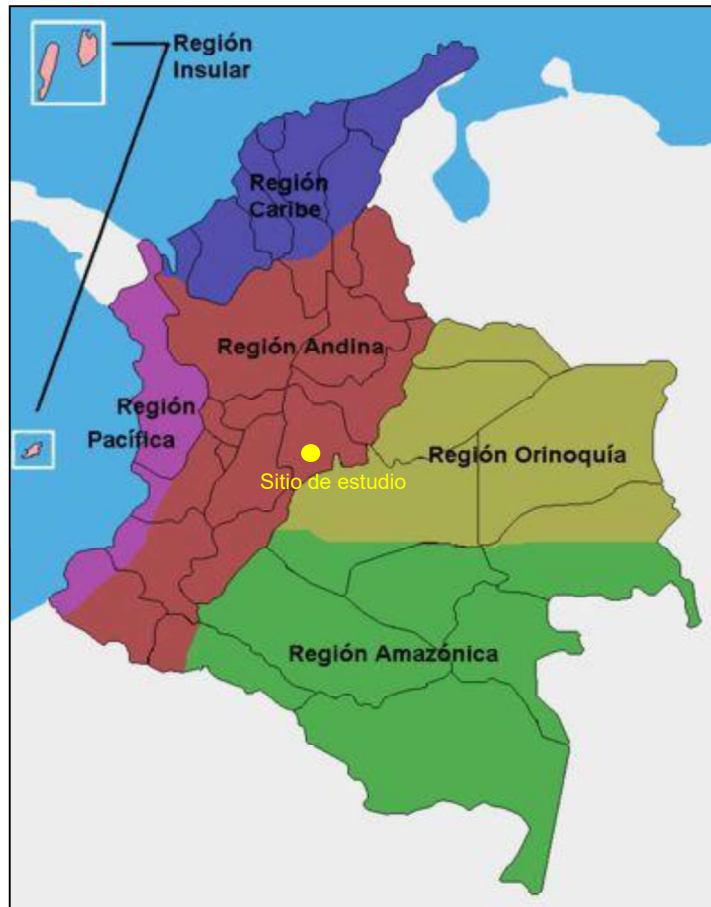 Región
Insular
Región
Caribe
Región Andina
Región
Pacífica
Región Orinoquía
Sitio de estudio
Región Amazónica